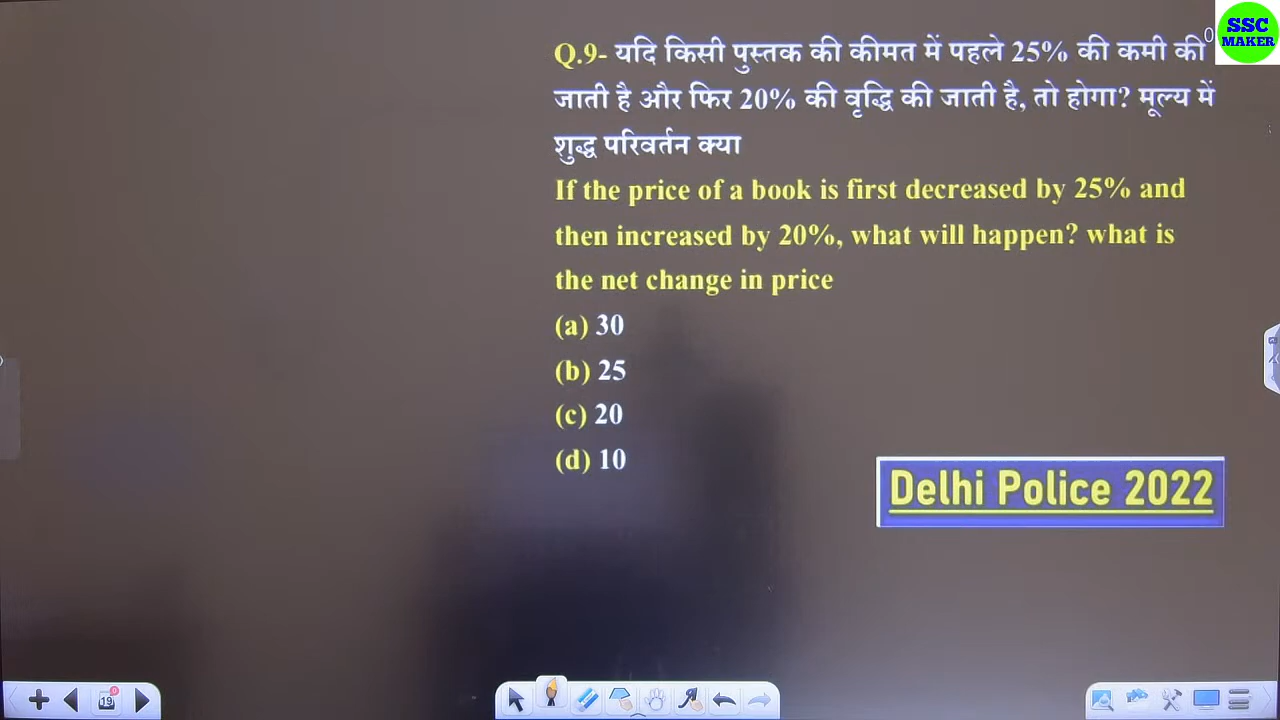 SSC
MAKER
Q.9- यदि किसी पुस्तक की कीमत में पहले 25% की कमी की
जाती है और फिर 20% की वृद्धि की जाती है, तो होगा? मूल्य में
शुद्ध परिवर्तन क्या
If the price of a book is first decreased by 25% and
then increased by 20%, what will happen? what is
the net change in price
(a) 30
(b) 25
(c) 20
(d) 10
Delhi Police 2022
19